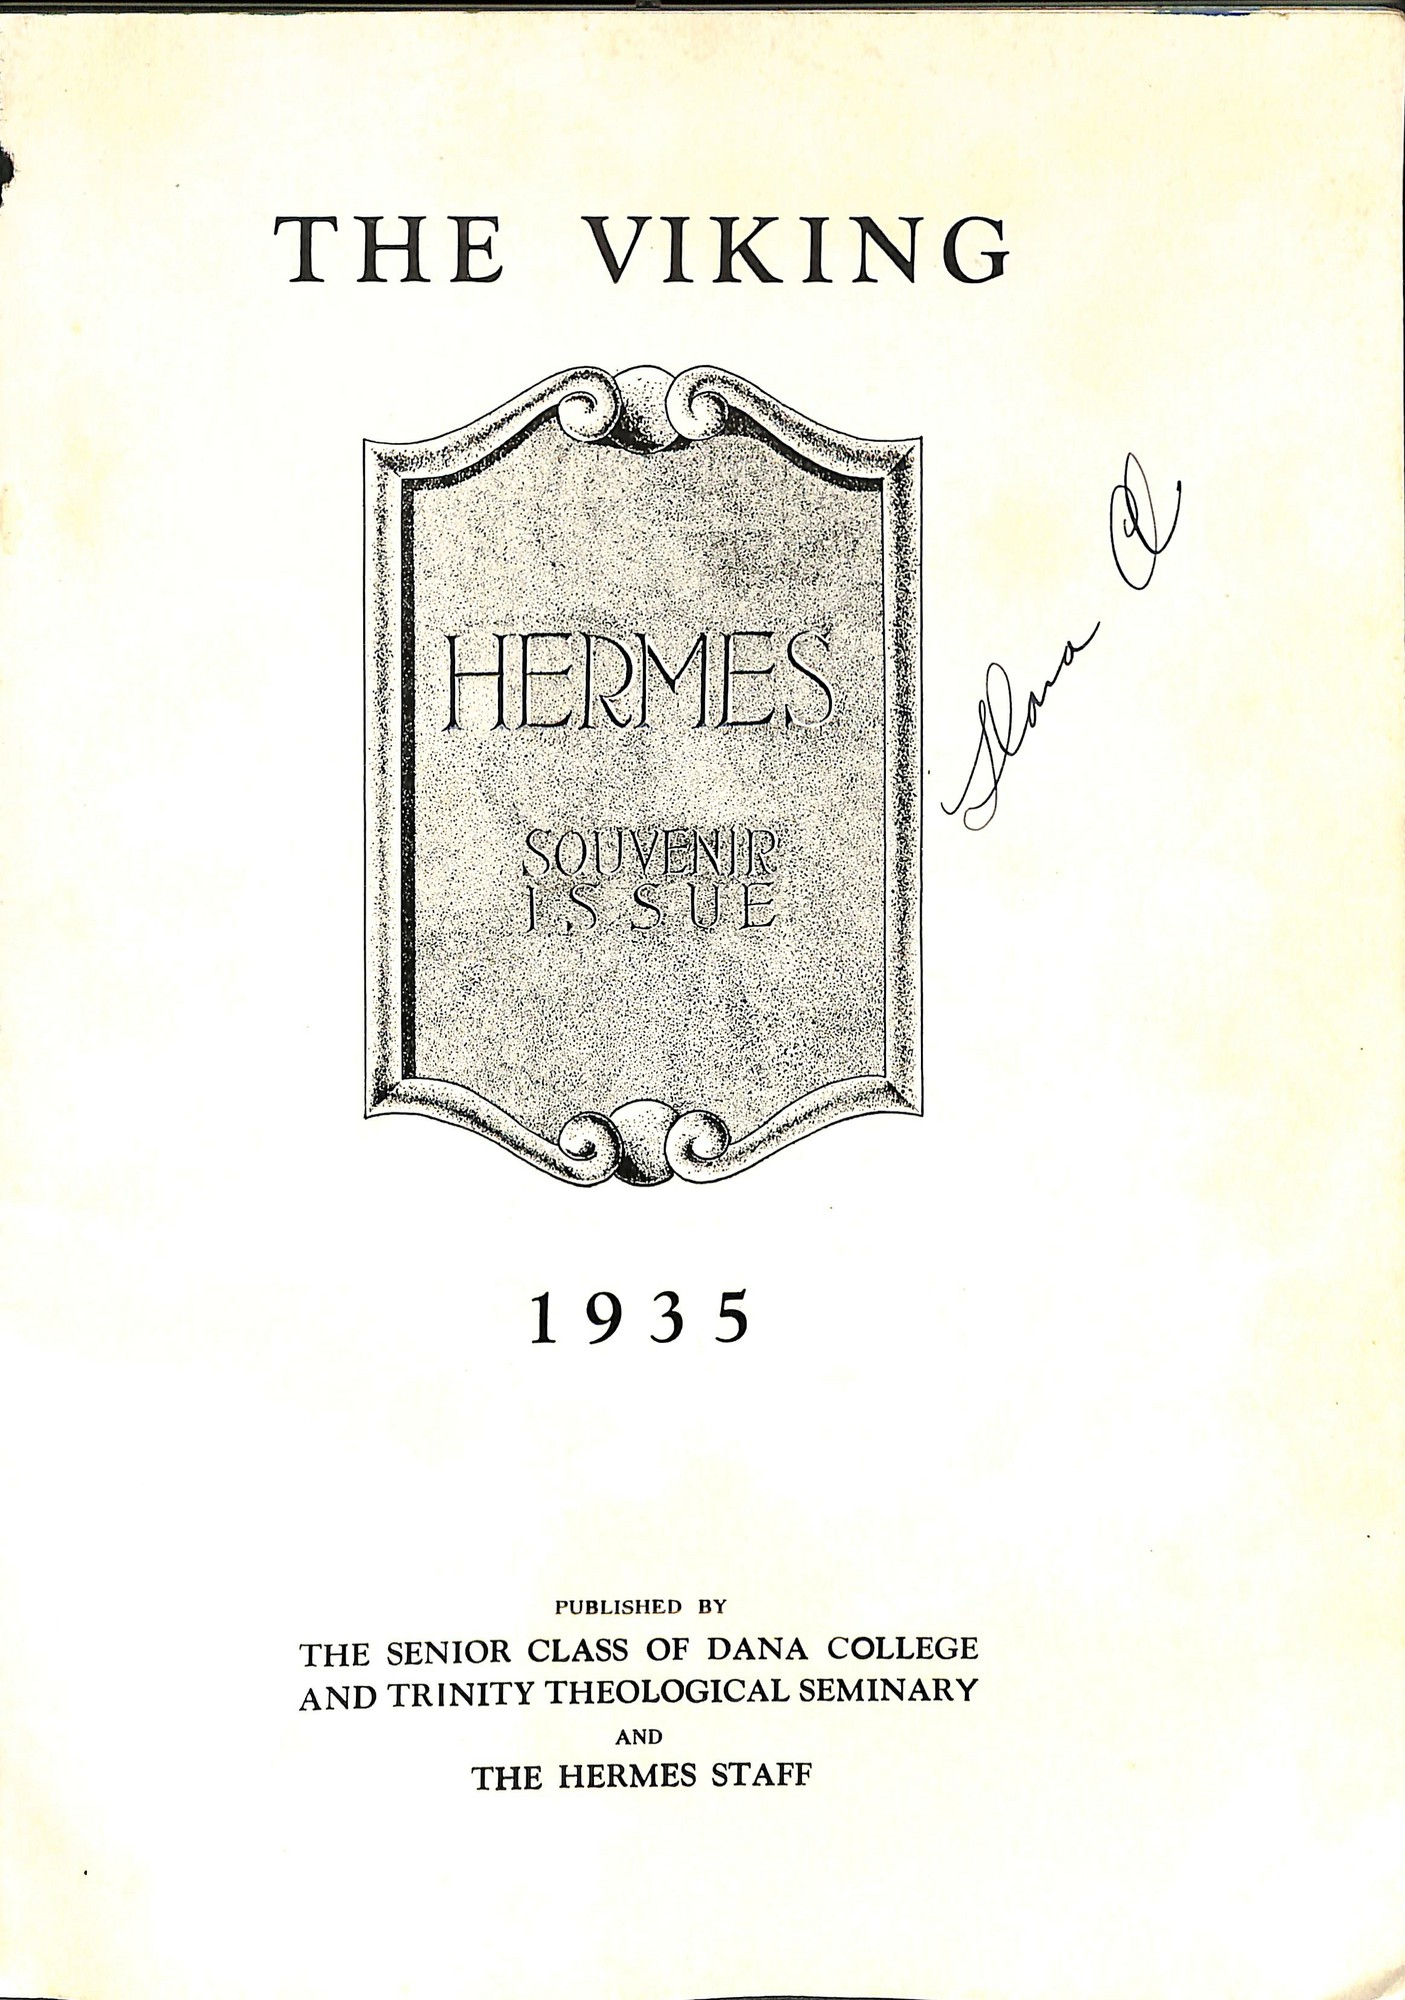 THE VIKING
HERMES
SOUVENIR
ISSUE
1935
PUBLISHED BY
THE SENIOR CLASS OF DANA COLLEGE
AND TRINITY THEOLOGICAL SEMINARY
AND
THE HERMES STAFF